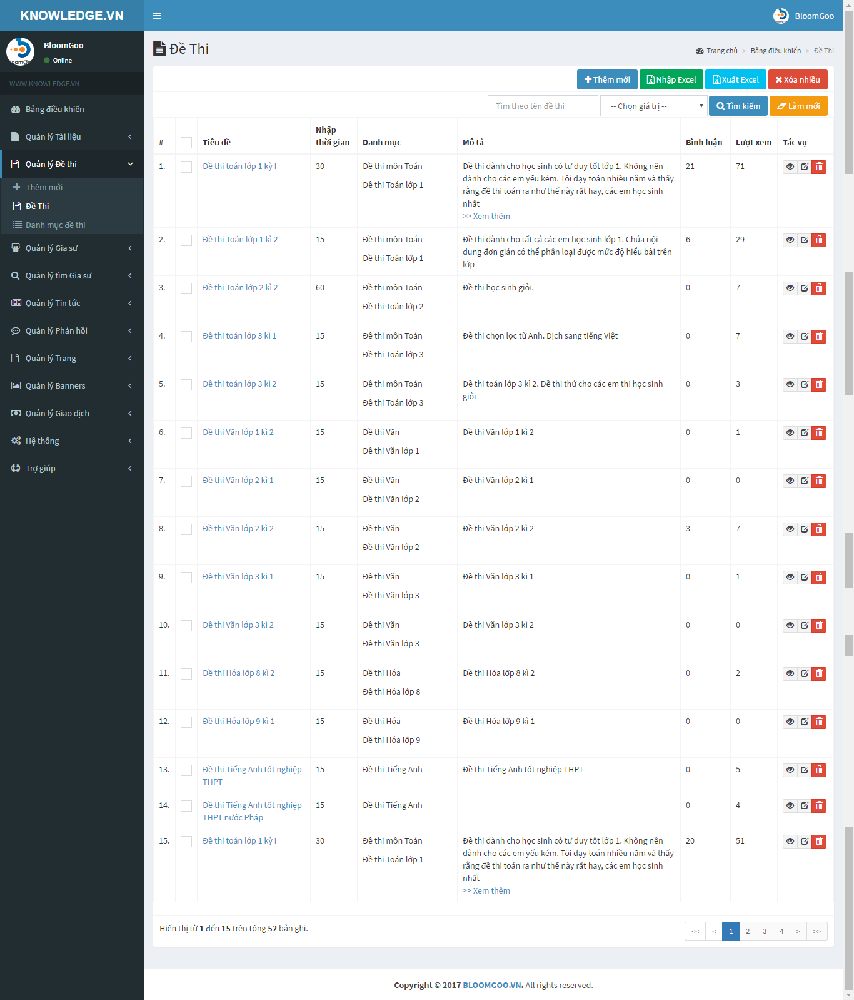 KNOWLEDGE.VN
BloomGoo
BloomGoo
Online
WWW.KNOWLEDGE.VN
Bảng điều khiển
Quản lý Tài liệu
Quản lý Đề thi
Thêm mới
Đề Thi
Danh mục đề thi
Quản lý Gia sư
Quản lý tìm Gia sư
Quản lý Tin tức
Quản lý Phản hồi
Quản lý Trang
Quản lý Banners
Quản lý Giao dịch
Hệ thống
Trợ giúp
Đề Thi
Trang chủ > Bảng điều khiển > Đề Thi
Thêm mới Nhập Excel Xuất Excel Xóa nhiều
Tìm theo tên đề thi -- Chọn giá trị -- Tìm kiếm Làm mới
# Tiêu đề Nhập thời gian Danh mục Mô tả Bình luận Lượt xem Tác vụ
1. Đề thi toán lớp 1 kỳ I 30 Đề thi môn Toán Đề thi dành cho học sinh có tư duy tốt lớp 1. Không nên 21 71
Đề thi Toán lớp 1 dành cho các em yếu kém. Tôi dạy toán nhiều năm và thấy
rằng đề thi toán ra như thế này rất hay, các em học sinh
nhất
>> Xem thêm
2. Đề thi Toán lớp 1 kì 2 15 Đề thi môn Toán Đề thi dành cho tất cả các em học sinh lớp 1. Chứa nội 6 29
Đề thi Toán lớp 1 dung đơn giản có thể phân loại được mức độ hiểu bài trên
lớp
3. Đề thi Toán lớp 2 kì 2 60 Đề thi môn Toán Đề thi học sinh giỏi. 0 7
Đề thi Toán lớp 2
4. Đề thi toán lớp 3 kì 1 15 Đề thi môn Toán Đề thi chọn lọc từ Anh. Dịch sang tiếng Việt 0 7
Đề thi Toán lớp 3
5. Đề thi toán lớp 3 kì 2 15 Đề thi môn Toán Đề thi toán lớp 3 kì 2. Đề thi thử cho các em thi học sinh 0 3
Đề thi Toán lớp 3 giỏi
6. Đề thi Văn lớp 1 kì 2 15 Đề thi Văn Đề thi Văn lớp 1 kì 2 0 1
Đề thi Văn lớp 1
7. Đề thi Văn lớp 2 kì 1 15 Đề thi Văn Đề thi Văn lớp 2 kì 1 0 0
Đề thi Văn lớp 2
8. Đề thi Văn lớp 2 kì 2 15 Đề thi Văn Đề thi Văn lớp 2 kì 2 3 7
Đề thi Văn lớp 2
9. Đề thi Văn lớp 3 kì 1 15 Đề thi Văn Đề thi Văn lớp 3 kì 1 0 1
Đề thi Văn lớp 3
10. Đề thi Văn lớp 3 kì 2 15 Đề thi Văn Đề thi Văn lớp 3 kì 2 0 0
Đề thi Văn lớp 3
11. Đề thi Hóa lớp 8 kì 2 15 Đề thi Hóa Đề thi Hóa lớp 8 kì 2 0 2
Đề thi Hóa lớp 8
12. Đề thi Hóa lớp 9 kì 1 15 Đề thi Hóa Đề thi Hóa lớp 9 kì 1 0 0
Đề thi Hóa lớp 9
13. Đề thi Tiếng Anh tốt nghiệp 15 Đề thi Tiếng Anh Đề thi Tiếng Anh tốt nghiệp THPT 0 5
THPT
14. Đề thi Tiếng Anh tốt nghiệp 15 Đề thi Tiếng Anh 0 4
THPT nước Pháp
15. Đề thi toán lớp 1 kỳ I 30 Đề thi môn Toán Đề thi dành cho học sinh có tư duy tốt lớp 1. Không nên 20 51
Đề thi Toán lớp 1 dành cho các em yếu kém. Tôi dạy toán nhiều năm và thấy
rằng đề thi toán ra như thế này rất hay, các em học sinh
nhất
>> Xem thêm
Hiển thị từ 1 đến 15 trên tổng 52 bản ghi.
<< < 1 2 3 4 > >>
Copyright © 2017 BLOOMGOO.VN. All rights reserved.